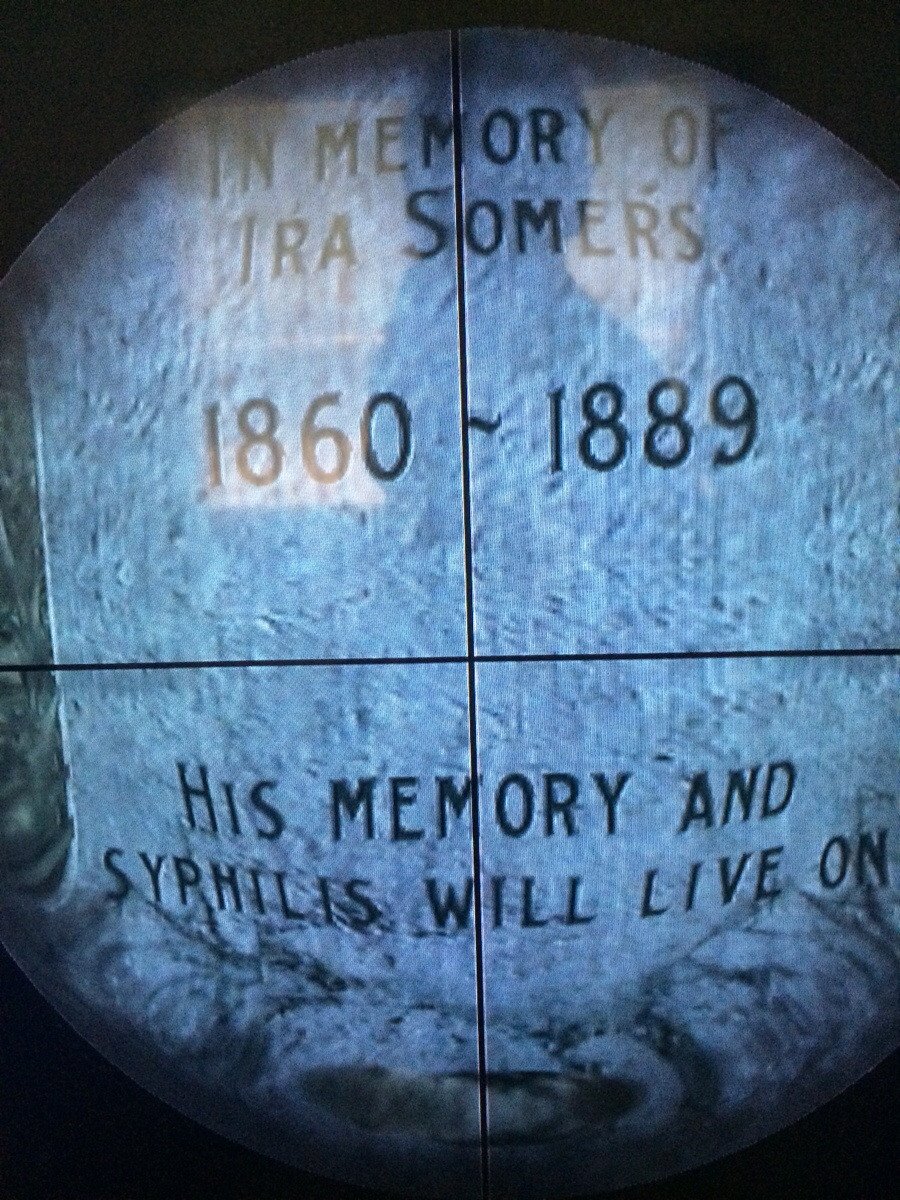 IN MEMORY OF
IRA SOMERS
1860 ~ 1889
HIS MEMORY AND
SYPHILIS WILL LIVE ON